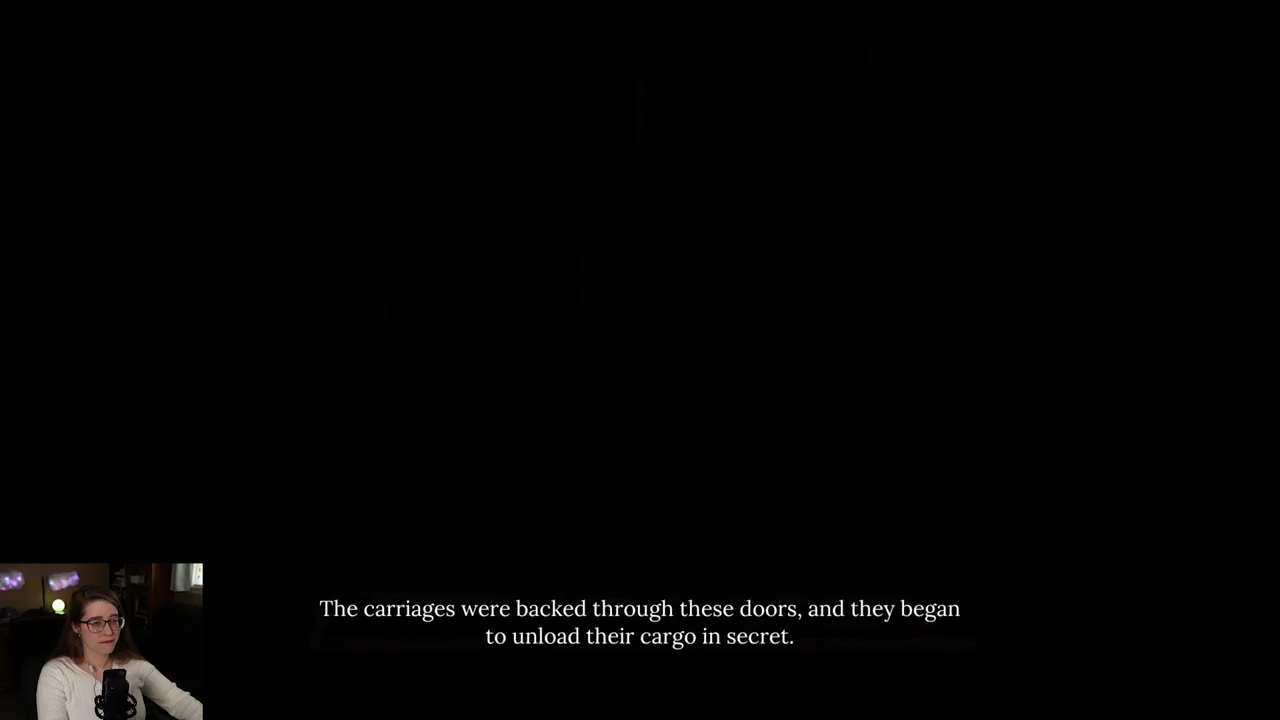 The carriages were backed through these doors, and they began
to unload their cargo in secret.